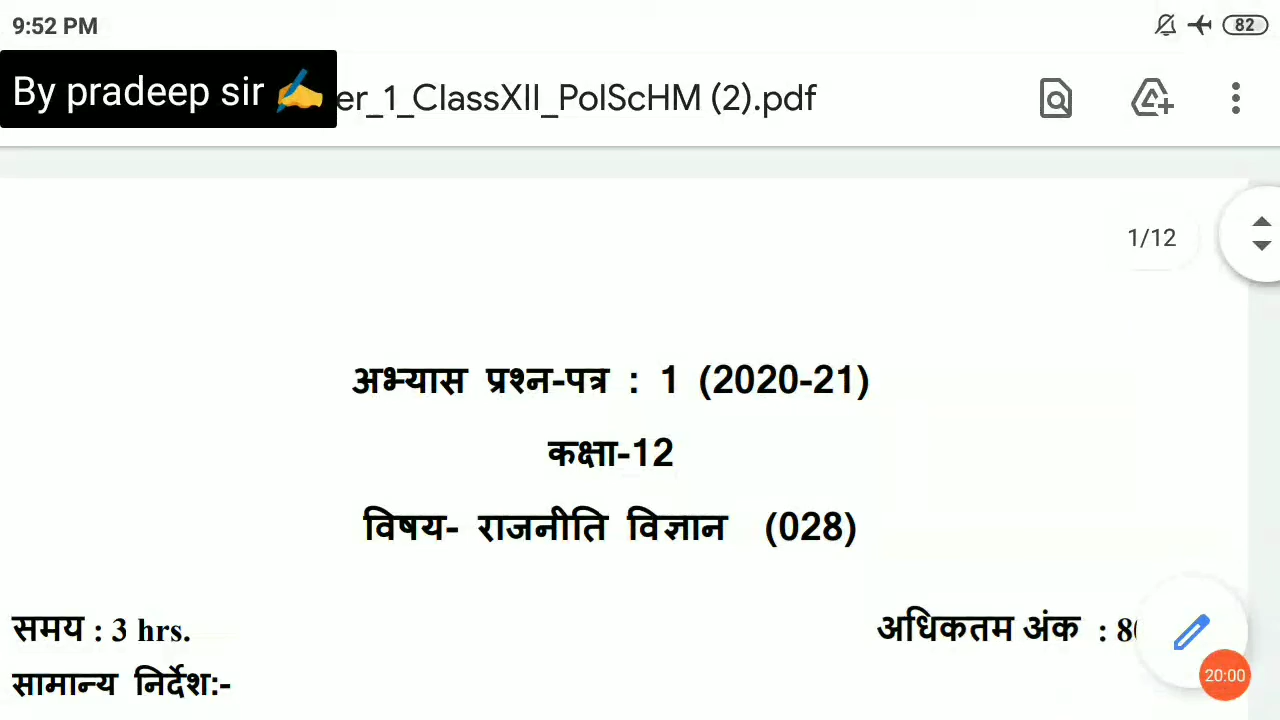 9:52 PM
82
By pradeep sir ✍️ er_1_ClassXII_PolScHM (2).pdf
1/12
अभ्यास प्रश्न-पत्र : 1 (2020-21)
कक्षा-12
विषय- राजनीति विज्ञान (028)
समय : 3 hrs.
अधिकतम अंक : 80
सामान्य निर्देश:-
20:00